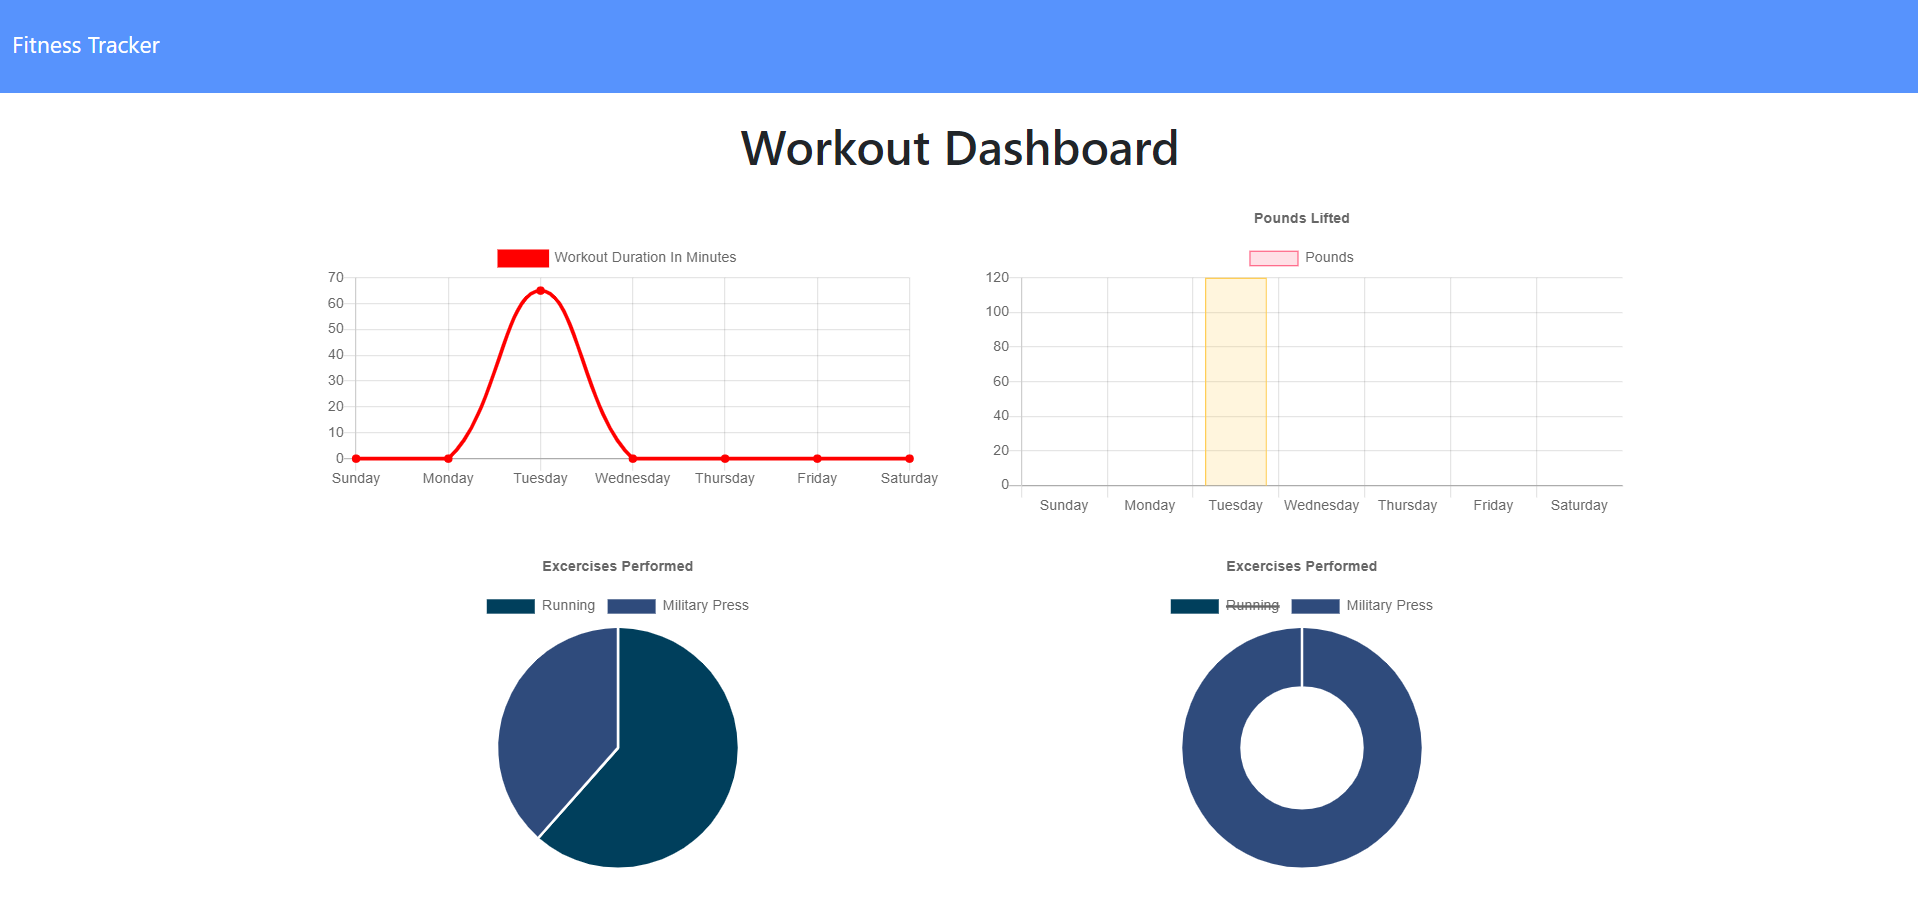 Fitness Tracker
Workout Dashboard
Workout Duration In Minutes
70
60
50
40
30
20
10
0
Sunday Monday Tuesday Wednesday Thursday Friday Saturday
Pounds Lifted
Pounds
120
100
80
60
40
20
0
Sunday Monday Tuesday Wednesday Thursday Friday Saturday
Excercises Performed
Running Military Press
Excercises Performed
Running Military Press